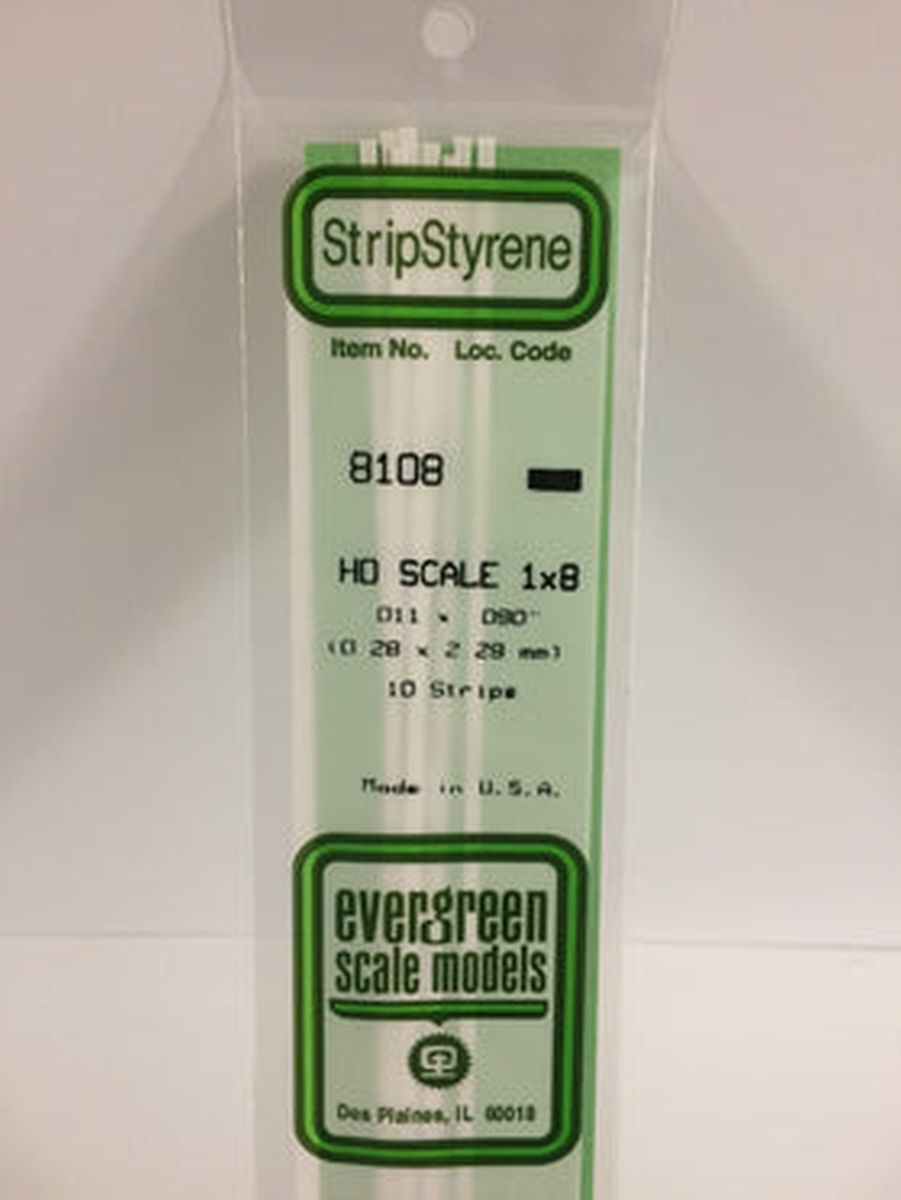 StripStyrene
Item No. Loc. Code
8108
HO SCALE 1x8
.011 x .090"
(0.28 x 2.29 mm)
10 Strips
Made in U.S.A.
evergreen
scale models
Des Plaines, IL 60018